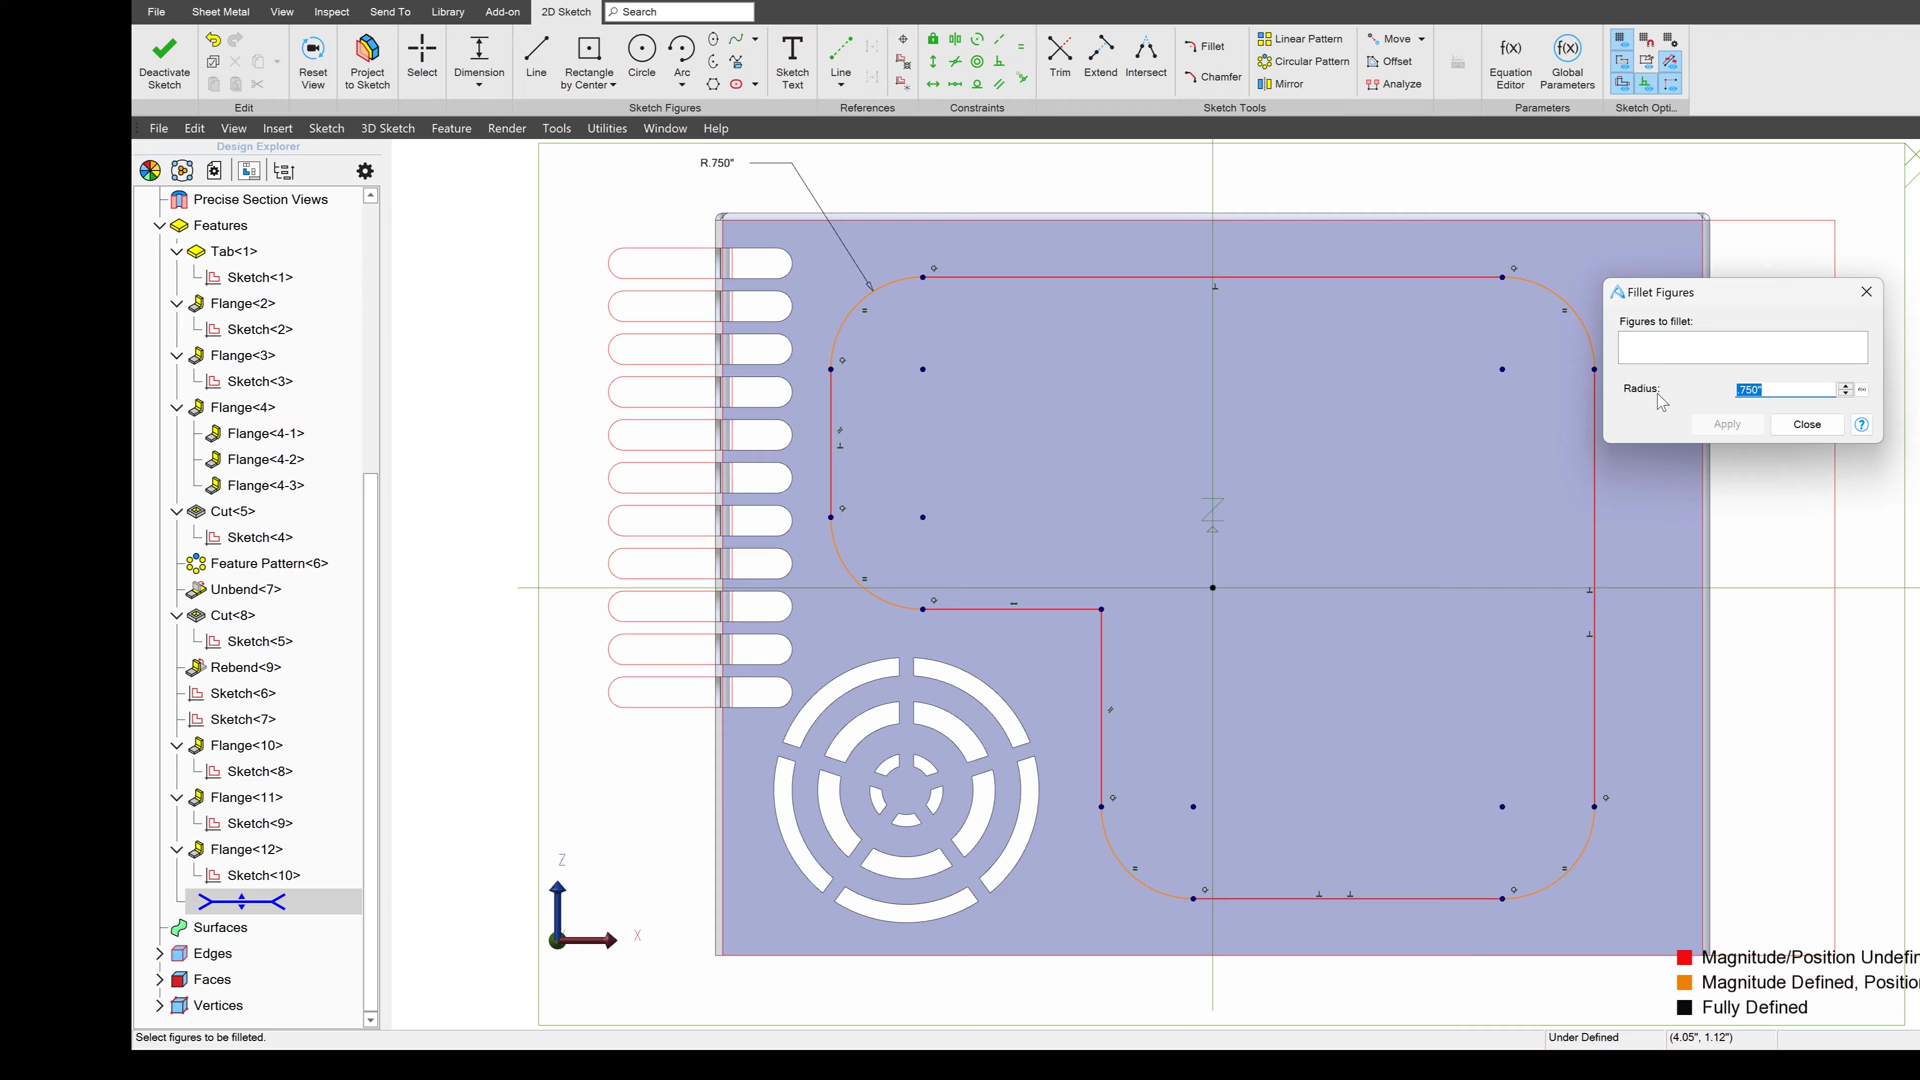 File Sheet Metal View Inspect Send To Library Add-on 2D Sketch Search
Deactivate Sketch
Reset View
Project to Sketch
Select
Dimension
Line
Rectangle by Center
Circle
Arc
Sketch Text
Line
Trim
Extend
Intersect
Fillet
Chamfer
Linear Pattern
Circular Pattern
Mirror
Move
Offset
Analyze
f(x)
Equation Editor
f(x)
Global Parameters
Edit Sketch Figures References Constraints Sketch Tools Parameters Sketch Opti...
File Edit View Insert Sketch 3D Sketch Feature Render Tools Utilities Window Help
Design Explorer
Precise Section Views
Features
Tab<1>
Sketch<1>
Flange<2>
Sketch<2>
Flange<3>
Sketch<3>
Flange<4>
Flange<4-1>
Flange<4-2>
Flange<4-3>
Cut<5>
Sketch<4>
Feature Pattern<6>
Unbend<7>
Cut<8>
Sketch<5>
Rebend<9>
Sketch<6>
Sketch<7>
Flange<10>
Sketch<8>
Flange<11>
Sketch<9>
Flange<12>
Sketch<10>
Surfaces
Edges
Faces
Vertices
R.750"
Z
X
Fillet Figures
Figures to fillet:
Radius: .750"
Apply Close ?
Magnitude/Position Undefin
Magnitude Defined, Positio
Fully Defined
Select figures to be filleted. Under Defined (4.05", 1.12")